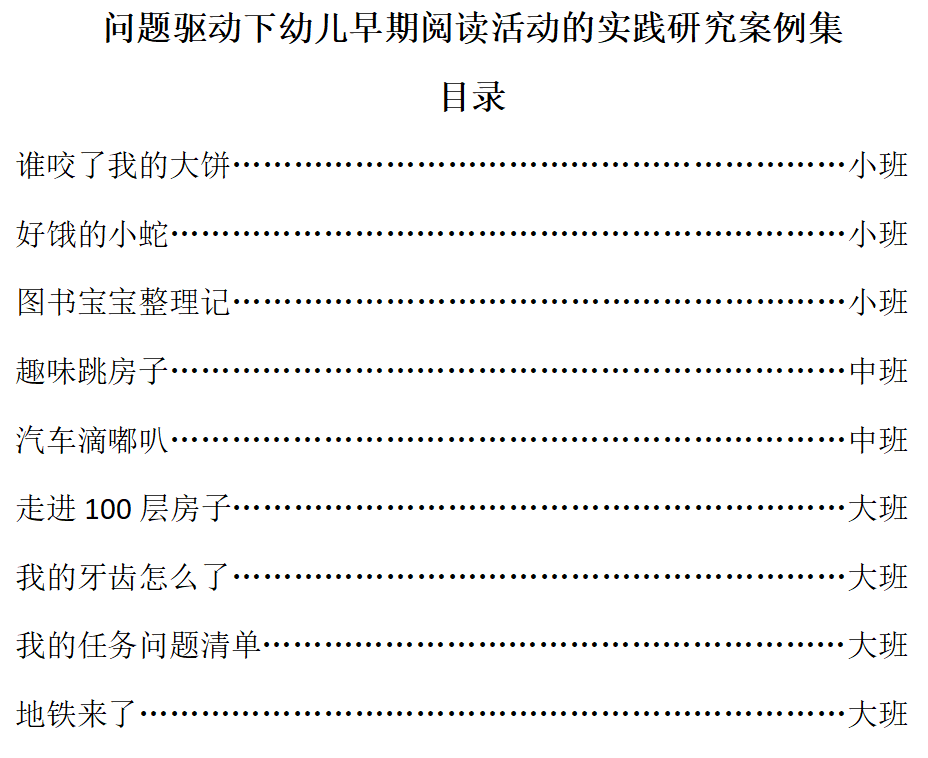 问题驱动下幼儿早期阅读活动的实践研究案例集
目录
谁咬了我的大饼……………………………………………………小班
好饿的小蛇…………………………………………………………小班
图书宝宝整理记……………………………………………………小班
趣味跳房子…………………………………………………………中班
汽车滴嘟叭…………………………………………………………中班
走进 100 层房子……………………………………………………大班
我的牙齿怎么了……………………………………………………大班
我的任务问题清单…………………………………………………大班
地铁来了……………………………………………………………大班